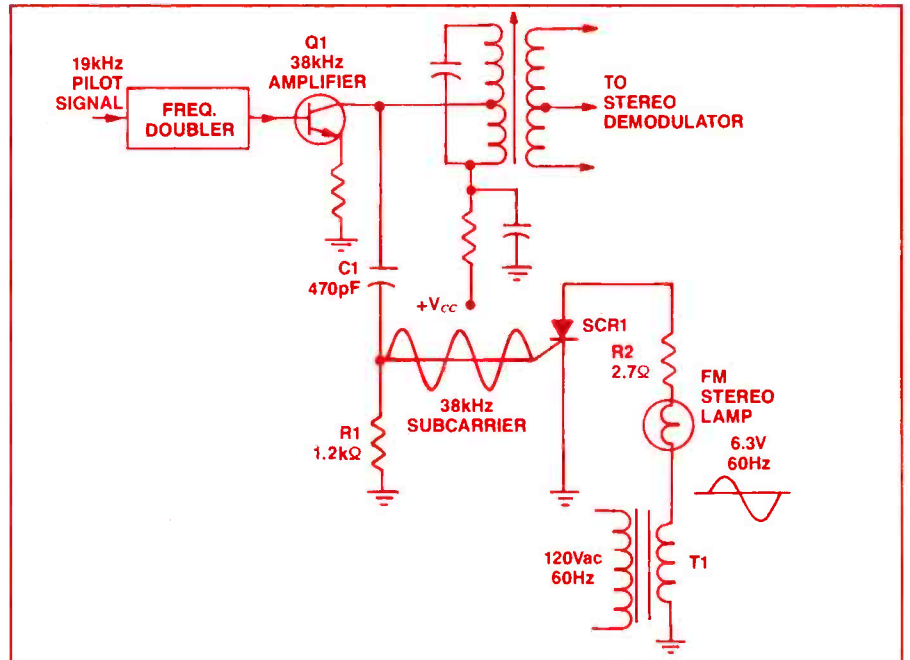 19kHz
PILOT
SIGNAL
FREQ.
DOUBLER
Q1
38kHz
AMPLIFIER
TO
STEREO
DEMODULATOR
C1
470pF
+Vcc
SCR1
R2
2.7Ω
FM
STEREO
LAMP
38kHz
SUBCARRIER
R1
1.2kΩ
6.3V
60Hz
120Vac
60Hz
T1